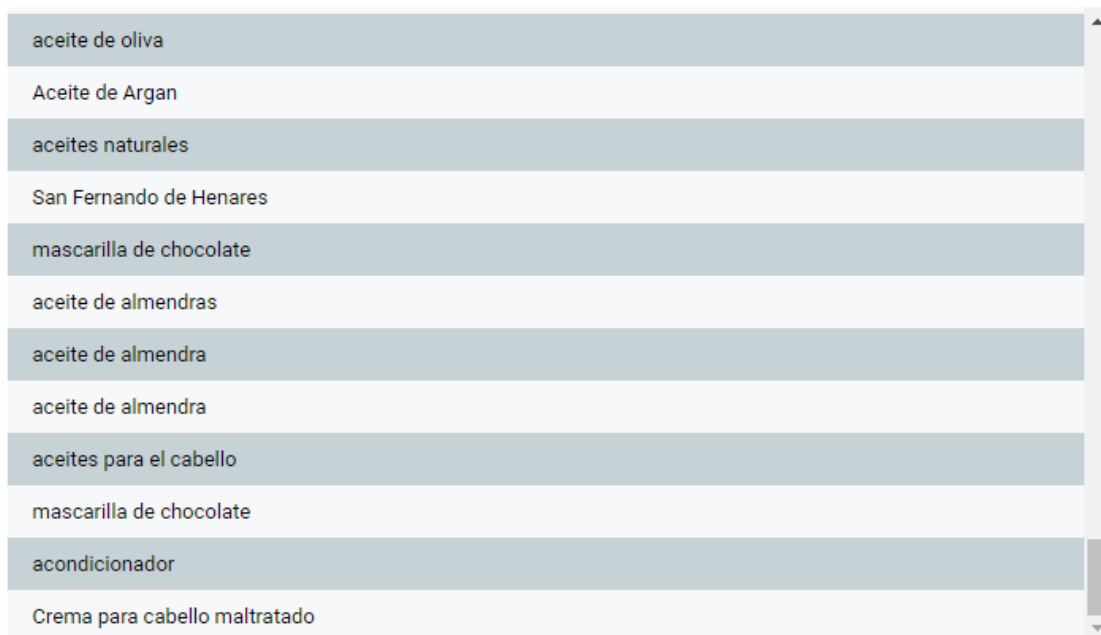 aceite de oliva
Aceite de Argan
aceites naturales
San Fernando de Henares
mascarilla de chocolate
aceite de almendras
aceite de almendra
aceite de almendra
aceites para el cabello
mascarilla de chocolate
acondicionador
Crema para cabello maltratado